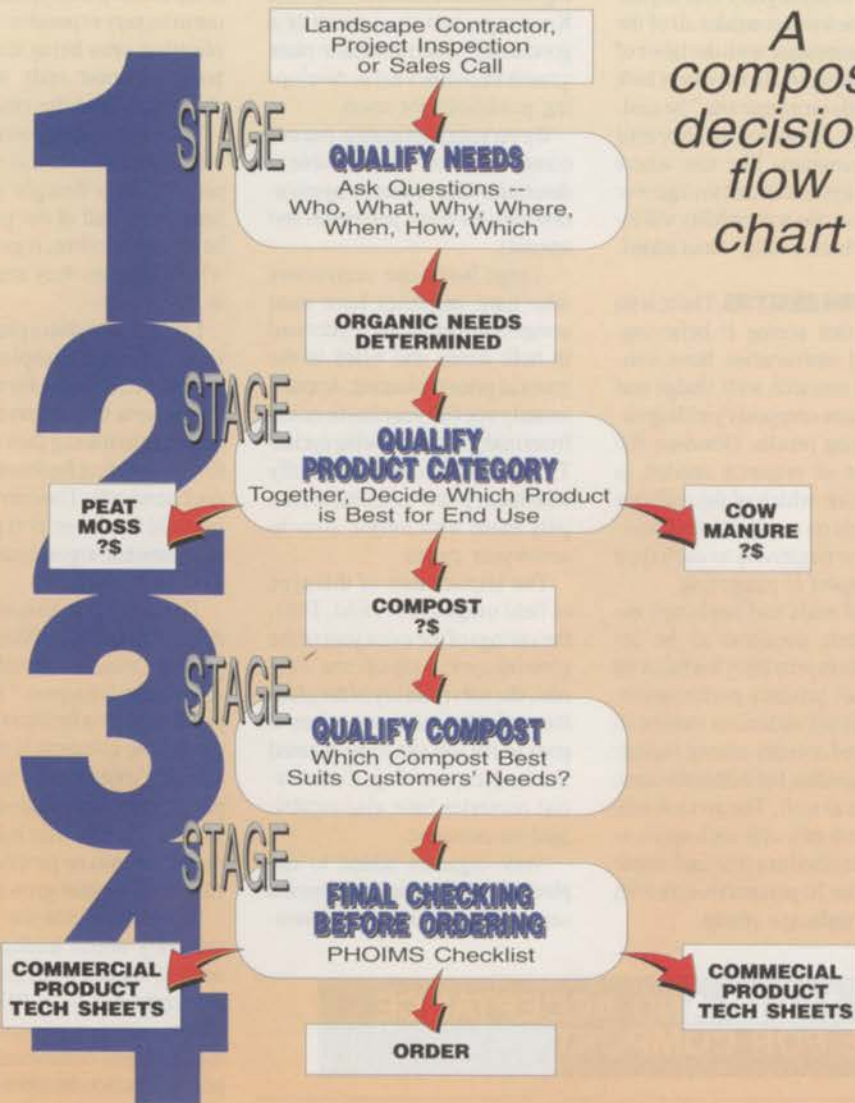 A
compost
decision
flow
chart
Landscape Contractor,
Project Inspection
or Sales Call
STAGE
1
QUALIFY NEEDS
Ask Questions --
Who, What, Why, Where,
When, How, Which
ORGANIC NEEDS
DETERMINED
STAGE
2
QUALIFY
PRODUCT CATEGORY
Together, Decide Which Product
is Best for End Use
PEAT
MOSS
?$
COW
MANURE
?$
COMPOST
?$
STAGE
3
QUALIFY COMPOST
Which Compost Best
Suits Customers' Needs?
STAGE
4
FINAL CHECKING
BEFORE ORDERING
PHOIMS Checklist
COMMERCIAL
PRODUCT
TECH SHEETS
COMMECIAL
PRODUCT
TECH SHEETS
ORDER